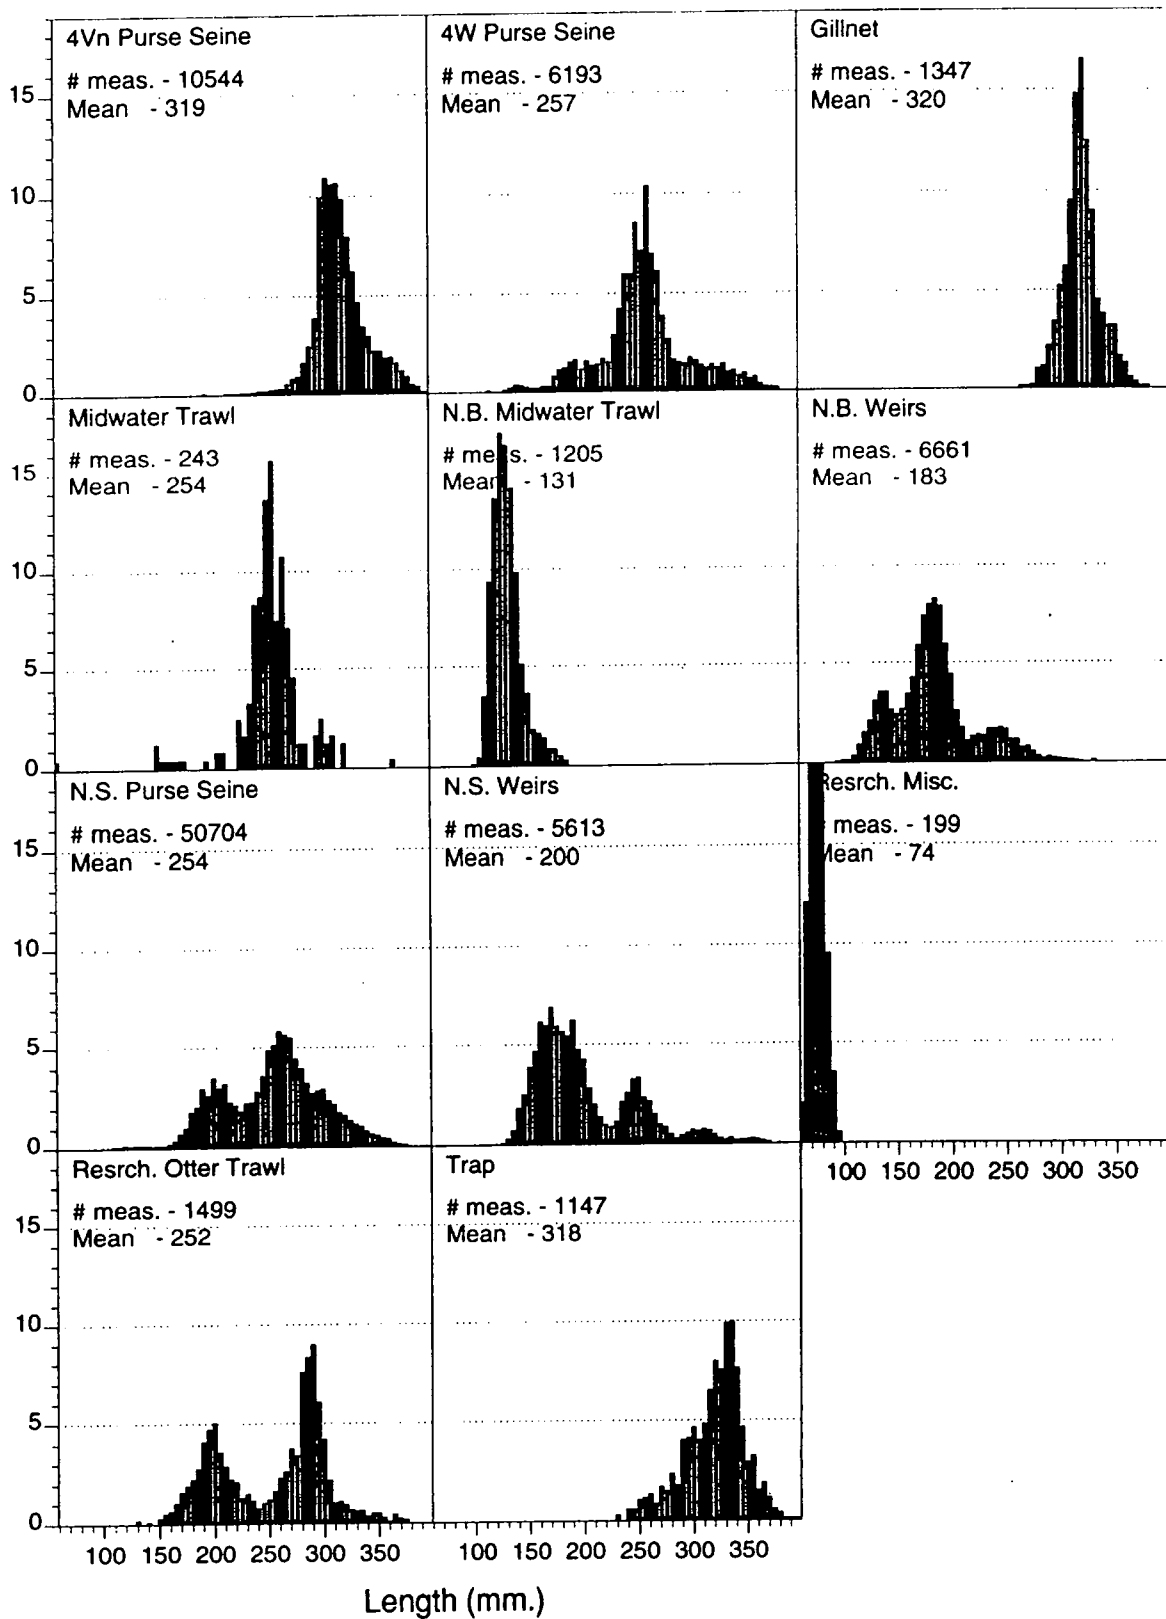 4Vn Purse Seine
# meas. - 10544
Mean - 319
4W Purse Seine
# meas. - 6193
Mean - 257
Gillnet
# meas. - 1347
Mean - 320
15
10
5
0
Midwater Trawl
# meas. - 243
Mean - 254
N.B. Midwater Trawl
# meas. - 1205
Mean - 131
N.B. Weirs
# meas. - 6661
Mean - 183
15
10
5
0
N.S. Purse Seine
# meas. - 50704
Mean - 254
N.S. Weirs
# meas. - 5613
Mean - 200
Resrch. Misc.
meas. - 199
Mean - 74
15
10
5
0
100 150 200 250 300 350
Resrch. Otter Trawl
# meas. - 1499
Mean - 252
Trap
# meas. - 1147
Mean - 318
15
10
5
0
100 150 200 250 300 350
100 150 200 250 300 350
Length (mm.)